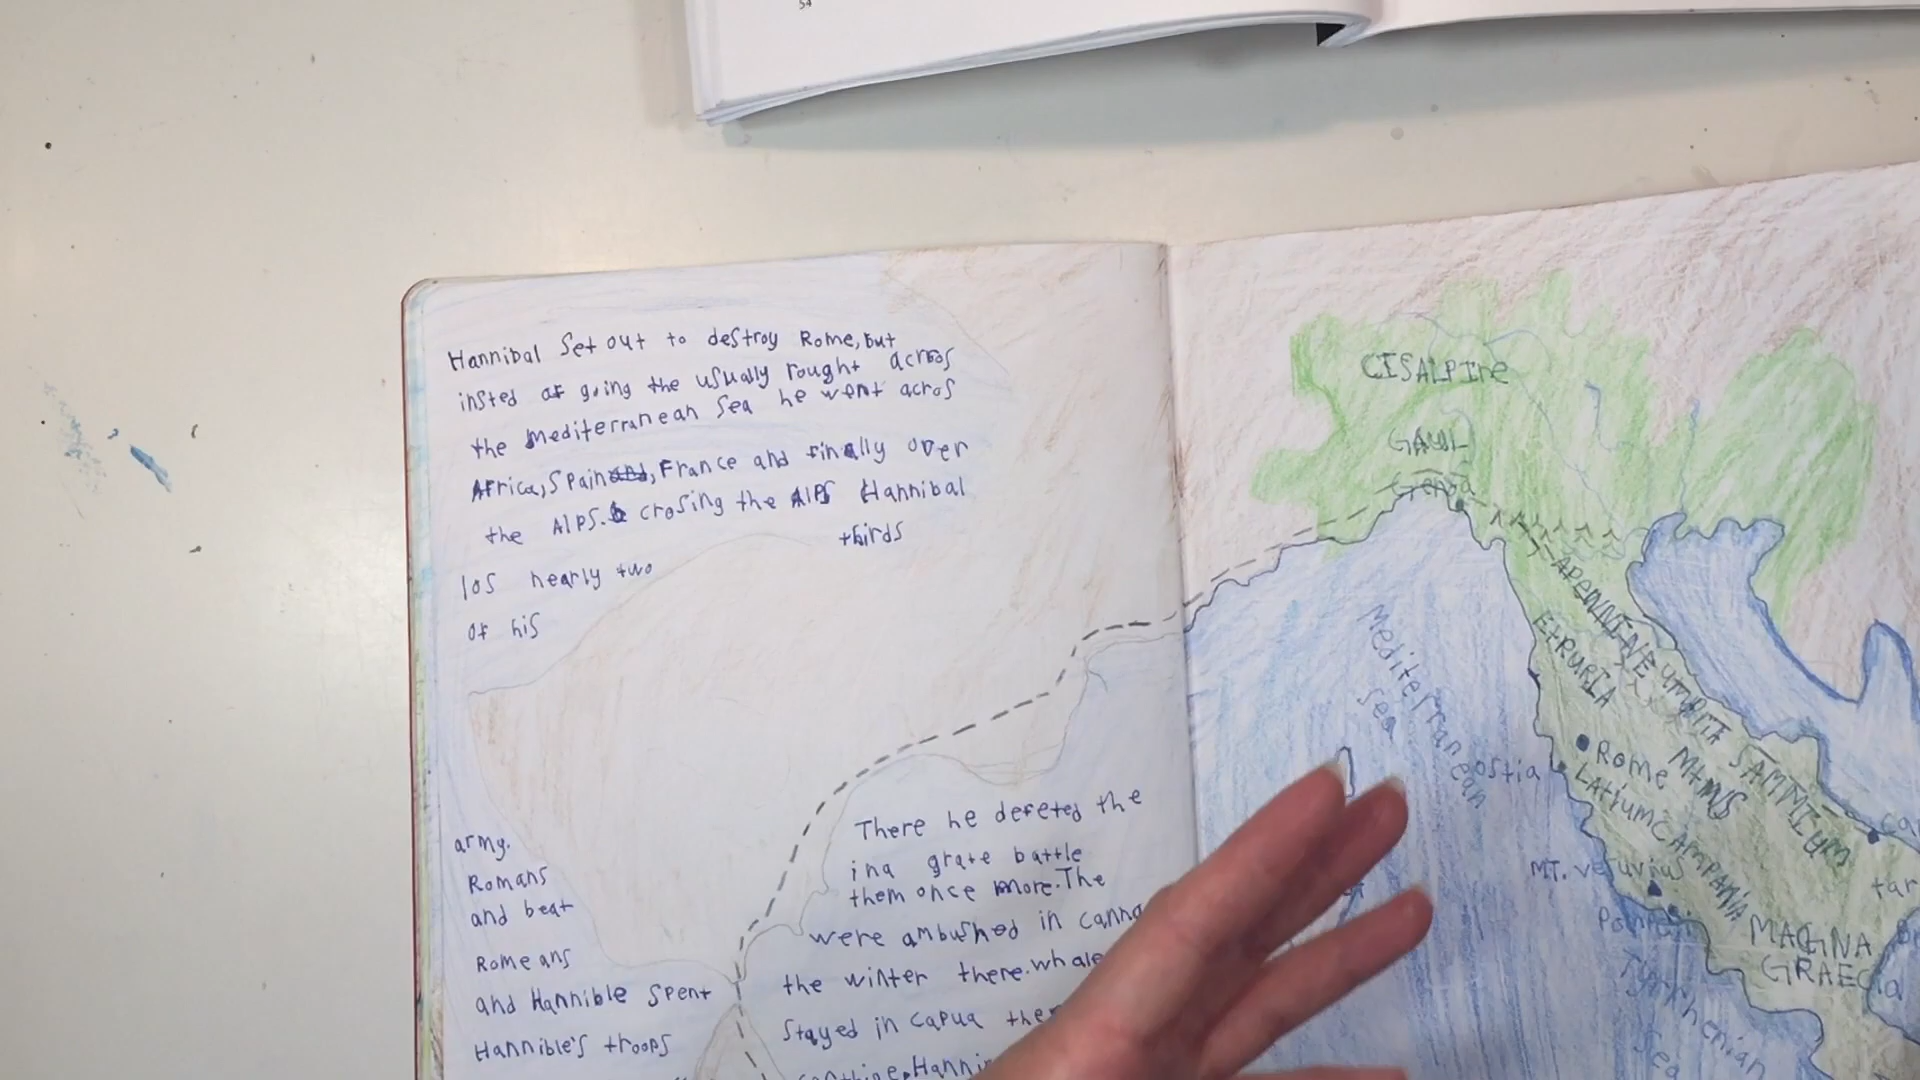 54
Hannibal Set out to destroy Rome, but
insted of going the usually rought across
the mediterranean Sea he went acros
Africa, Spain and, France and finally over
the Alps. crosing the Alps Hannibal
los nearly two thirds
of his
army. There he defeted the
Romans in a grate battle
and beat them once more. The
Romeans were ambushed in canna
and Hannible Spent the winter there. whale
Hannible's troops Stayed in Capua
CISALPIne
GAUL
Genoa
APENNINE
MTNS
ETRURIA
UMBRIA
Mediterranean
Sea
Rome
Ostia
LAtium
SAMNIUM
CAMPANIA
MT. vesuvius
Pompeii
MAGNA
GRAECIa
Tyrrhenian
Sea